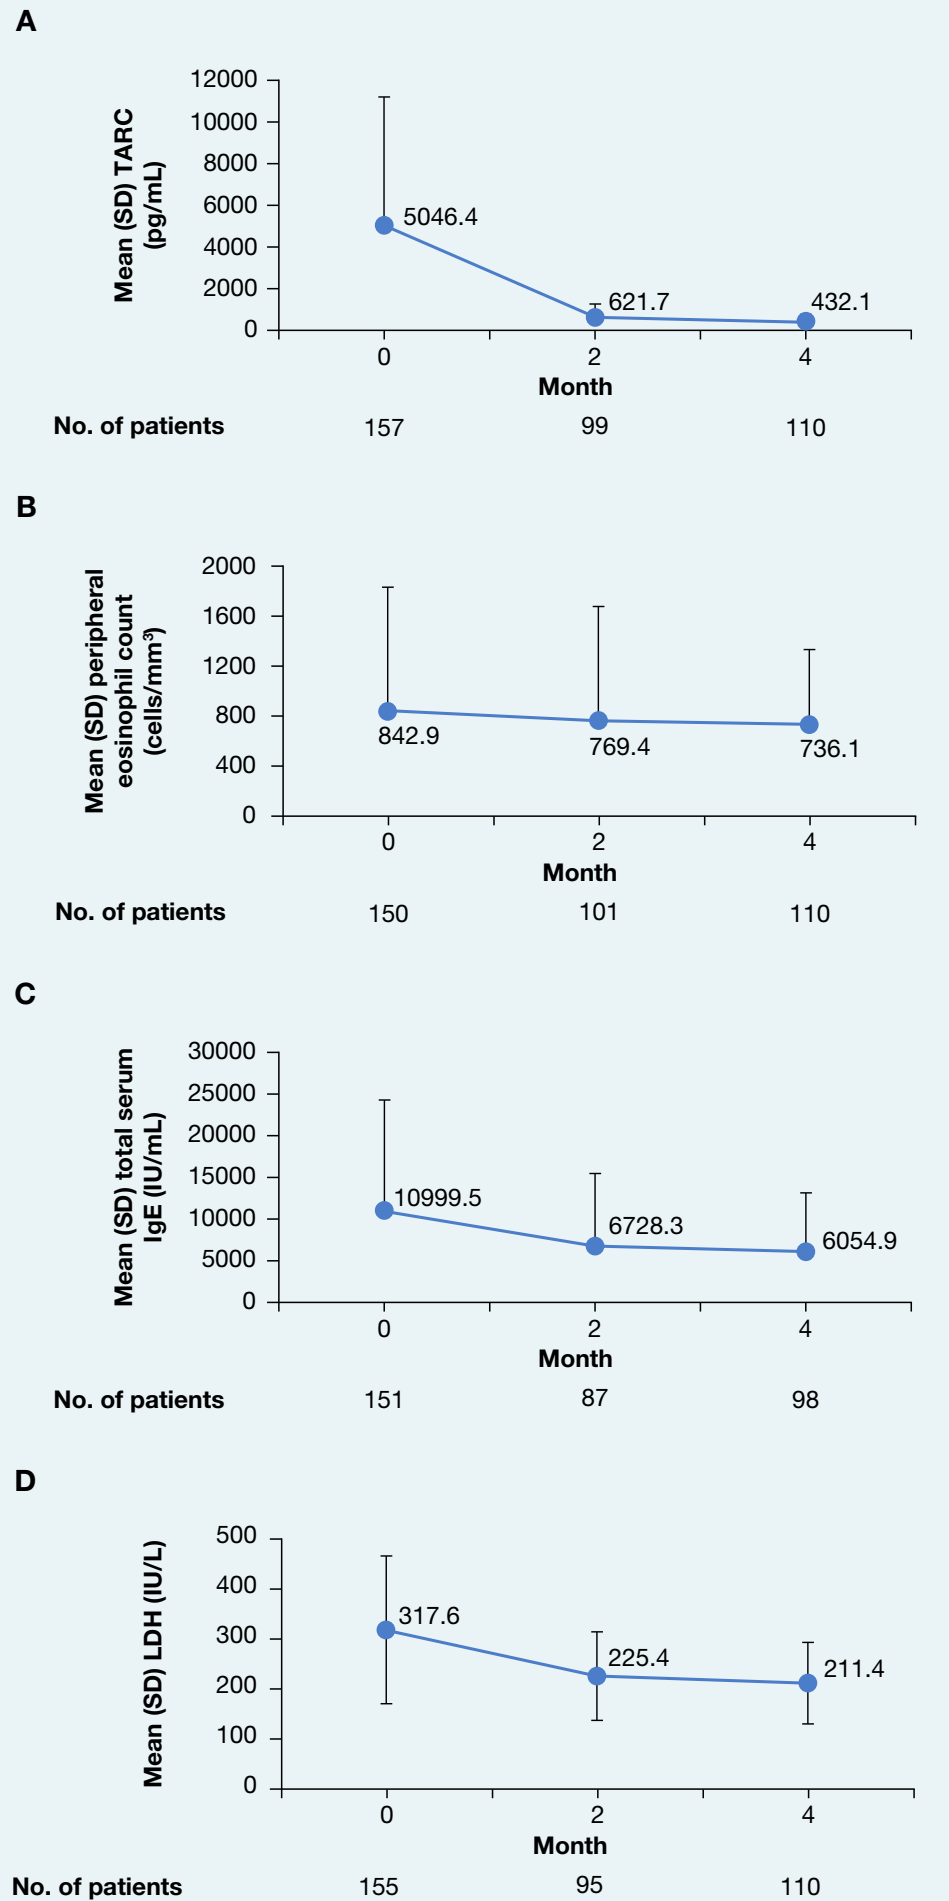 A
Mean (SD) TARC
(pg/mL)
12000
10000
8000
6000
4000
2000
0
5046.4
621.7
432.1
0 2 4
Month
No. of patients 157 99 110
B
Mean (SD) peripheral
eosinophil count
(cells/mm³)
2000
1600
1200
800
400
0
842.9
769.4
736.1
0 2 4
Month
No. of patients 150 101 110
C
Mean (SD) total serum
IgE (IU/mL)
30000
25000
20000
15000
10000
5000
0
10999.5
6728.3
6054.9
0 2 4
Month
No. of patients 151 87 98
D
Mean (SD) LDH (IU/L)
500
400
300
200
100
0
317.6
225.4
211.4
0 2 4
Month
No. of patients 155 95 110